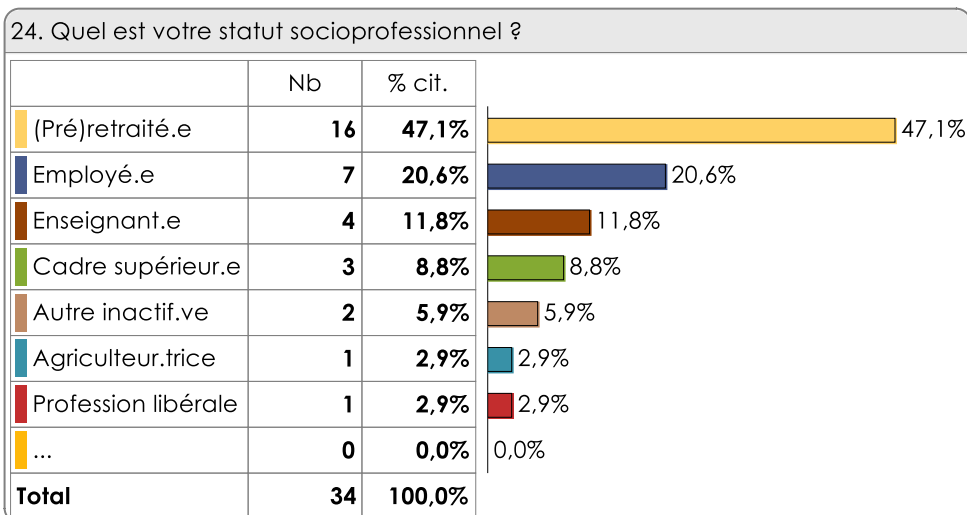 24. Quel est votre statut socioprofessionnel ?
Nb % cit.
(Pré)retraité.e 16 47,1% 47,1%
Employé.e 7 20,6% 20,6%
Enseignant.e 4 11,8% 11,8%
Cadre supérieur.e 3 8,8% 8,8%
Autre inactif.ve 2 5,9% 5,9%
Agriculteur.trice 1 2,9% 2,9%
Profession libérale 1 2,9% 2,9%
... 0 0,0% 0,0%
Total 34 100,0%